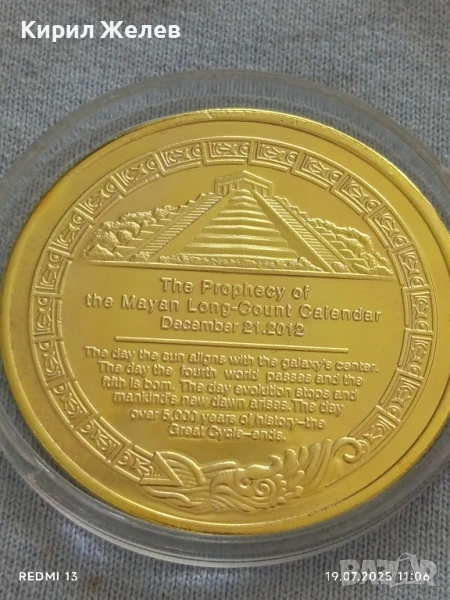 Кирил Желев
The Prophecy of
the Mayan Long-Count Calendar
December 21.2012
The day the sun aligns with the galaxy's center.
The day the fourth world passes and the
fifth is born. The day evolution stops and
mankind's new dawn arises. The day
over 5,000 years of history-the
Great Cycle-ends.
REDMI 13
19.07.2025 11:06
BAZAR